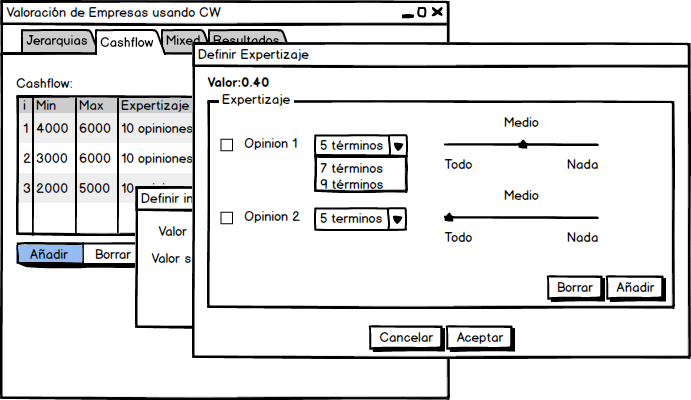 Valoración de Empresas usando CW
Jerarquias Cashflow Mixed Resultados
Cashflow:
i Min Max Expertizaje
1 4000 6000 10 opiniones
2 3000 6000 10 opiniones
3 2000 5000 10
Añadir Borrar
Definir in
Valor
Valor s
Definir Expertizaje
Valor:0.40
Expertizaje
Medio
Opinion 1 5 términos
Todo Nada
7 términos
9 términos
Medio
Opinion 2 5 terminos
Todo Nada
Borrar Añadir
Cancelar Aceptar